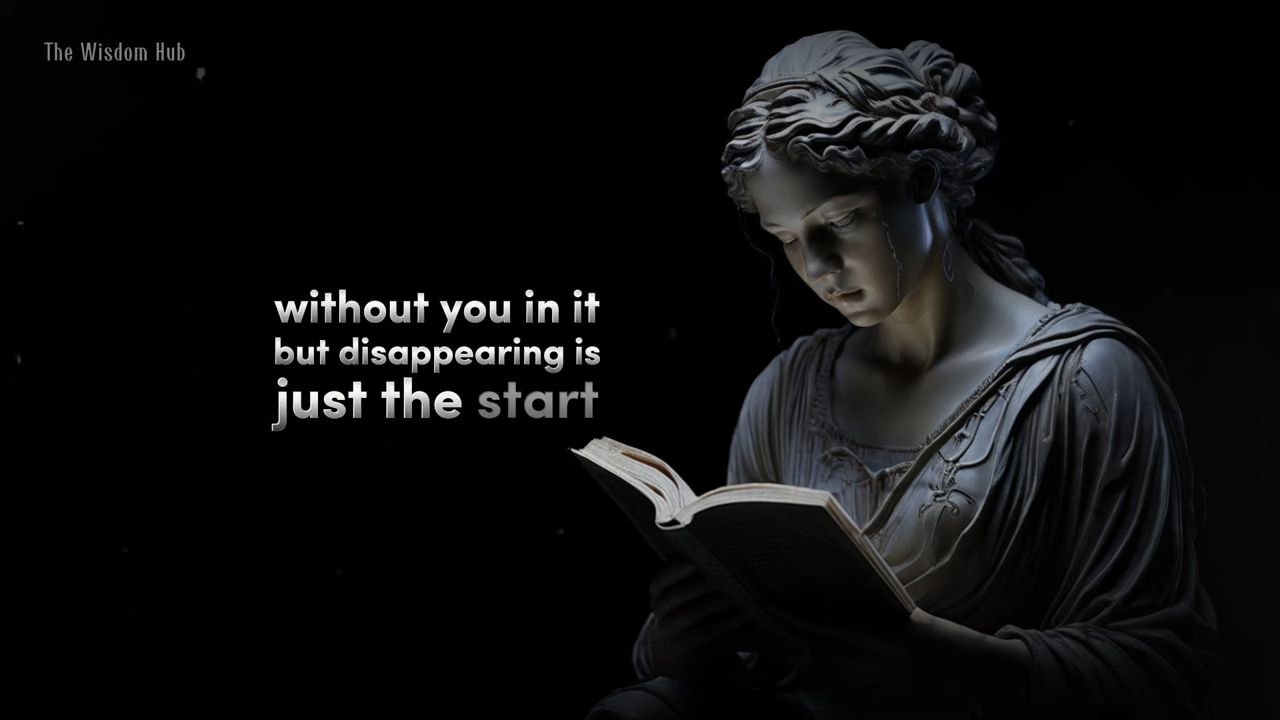 The Wisdom Hub
without you in it
but disappearing is
just the start